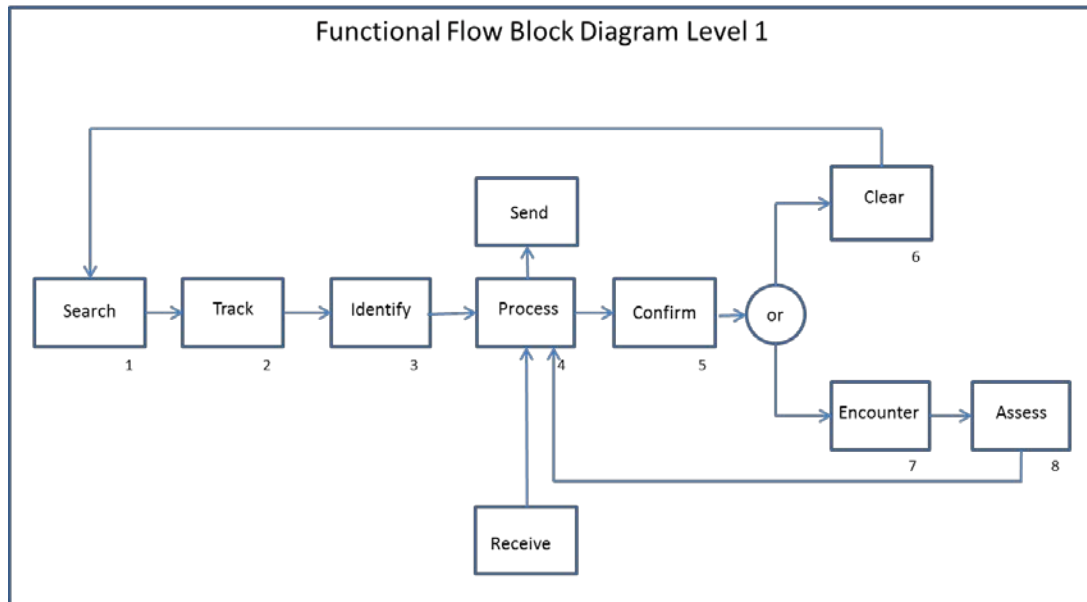 Functional Flow Block Diagram Level 1
Send
Clear
6
Search
1
Track
2
Identify
3
Process
4
Confirm
5
or
Encounter
7
Assess
8
Receive